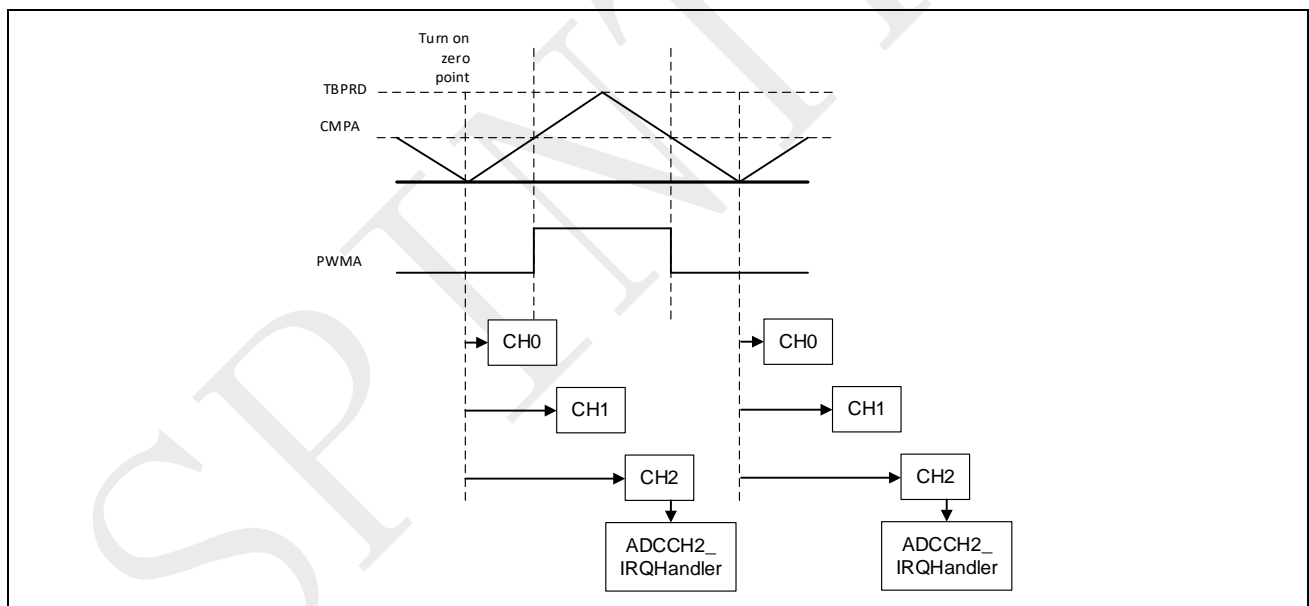 Turn on
zero
point
TBPRD
CMPA
PWMA
CH0
CH0
CH1
CH1
CH2
CH2
ADCCH2_
IRQHandler
ADCCH2_
IRQHandler